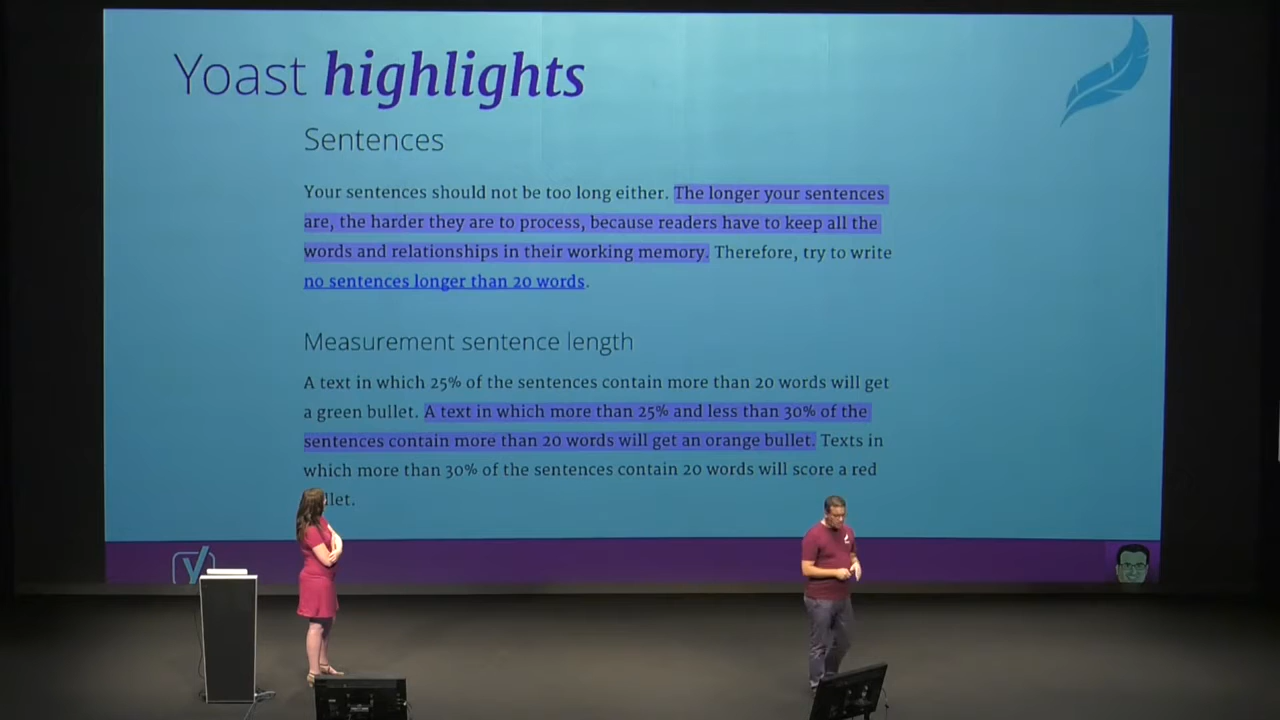 Yoast highlights
Sentences
Your sentences should not be too long either. The longer your sentences
are, the harder they are to process, because readers have to keep all the
words and relationships in their working memory. Therefore, try to write
no sentences longer than 20 words.
Measurement sentence length
A text in which 25% of the sentences contain more than 20 words will get
a green bullet. A text in which more than 25% and less than 30% of the
sentences contain more than 20 words will get an orange bullet. Texts in
which more than 30% of the sentences contain 20 words will score a red